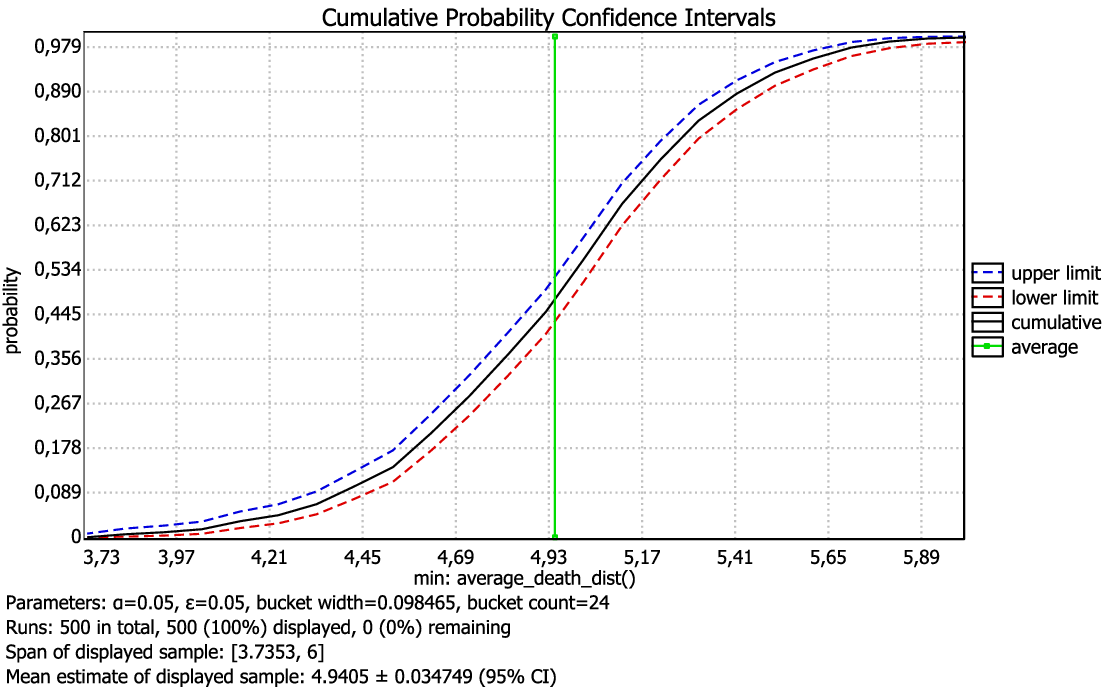 Cumulative Probability Confidence Intervals
0,979
0,890
0,801
0,712
0,623
0,534
0,445
0,356
0,267
0,178
0,089
0
probability
3,73 3,97 4,21 4,45 4,69 4,93 5,17 5,41 5,65 5,89
min: average_death_dist()
upper limit
lower limit
cumulative
average
Parameters: α=0.05, ε=0.05, bucket width=0.098465, bucket count=24
Runs: 500 in total, 500 (100%) displayed, 0 (0%) remaining
Span of displayed sample: [3.7353, 6]
Mean estimate of displayed sample: 4.9405 ± 0.034749 (95% CI)